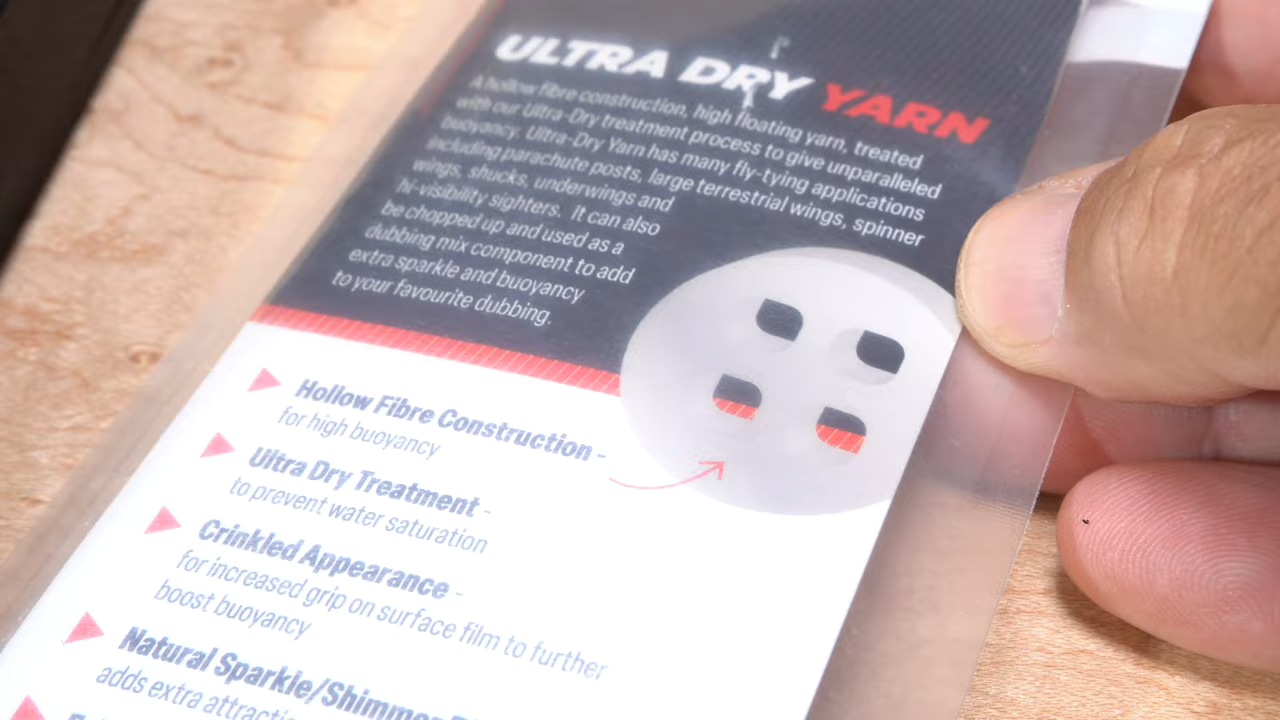 ULTRA DRY YARN
A hollow fibre construction, high floating yarn, treated
with our Ultra-Dry treatment process to give unparalleled
buoyancy. Ultra-Dry Yarn has many fly-tying applications
including parachute posts, large terrestrial wings, spinner
wings, shucks, underwings and
hi-visibility sighters. It can also
be chopped up and used as a
dubbing mix component to add
extra sparkle and buoyancy
to your favourite dubbing.
Hollow Fibre Construction -
for high buoyancy
Ultra Dry Treatment -
to prevent water saturation
Crinkled Appearance -
for increased grip on surface film to further
boost buoyancy
Natural Sparkle/Shimmer
adds extra